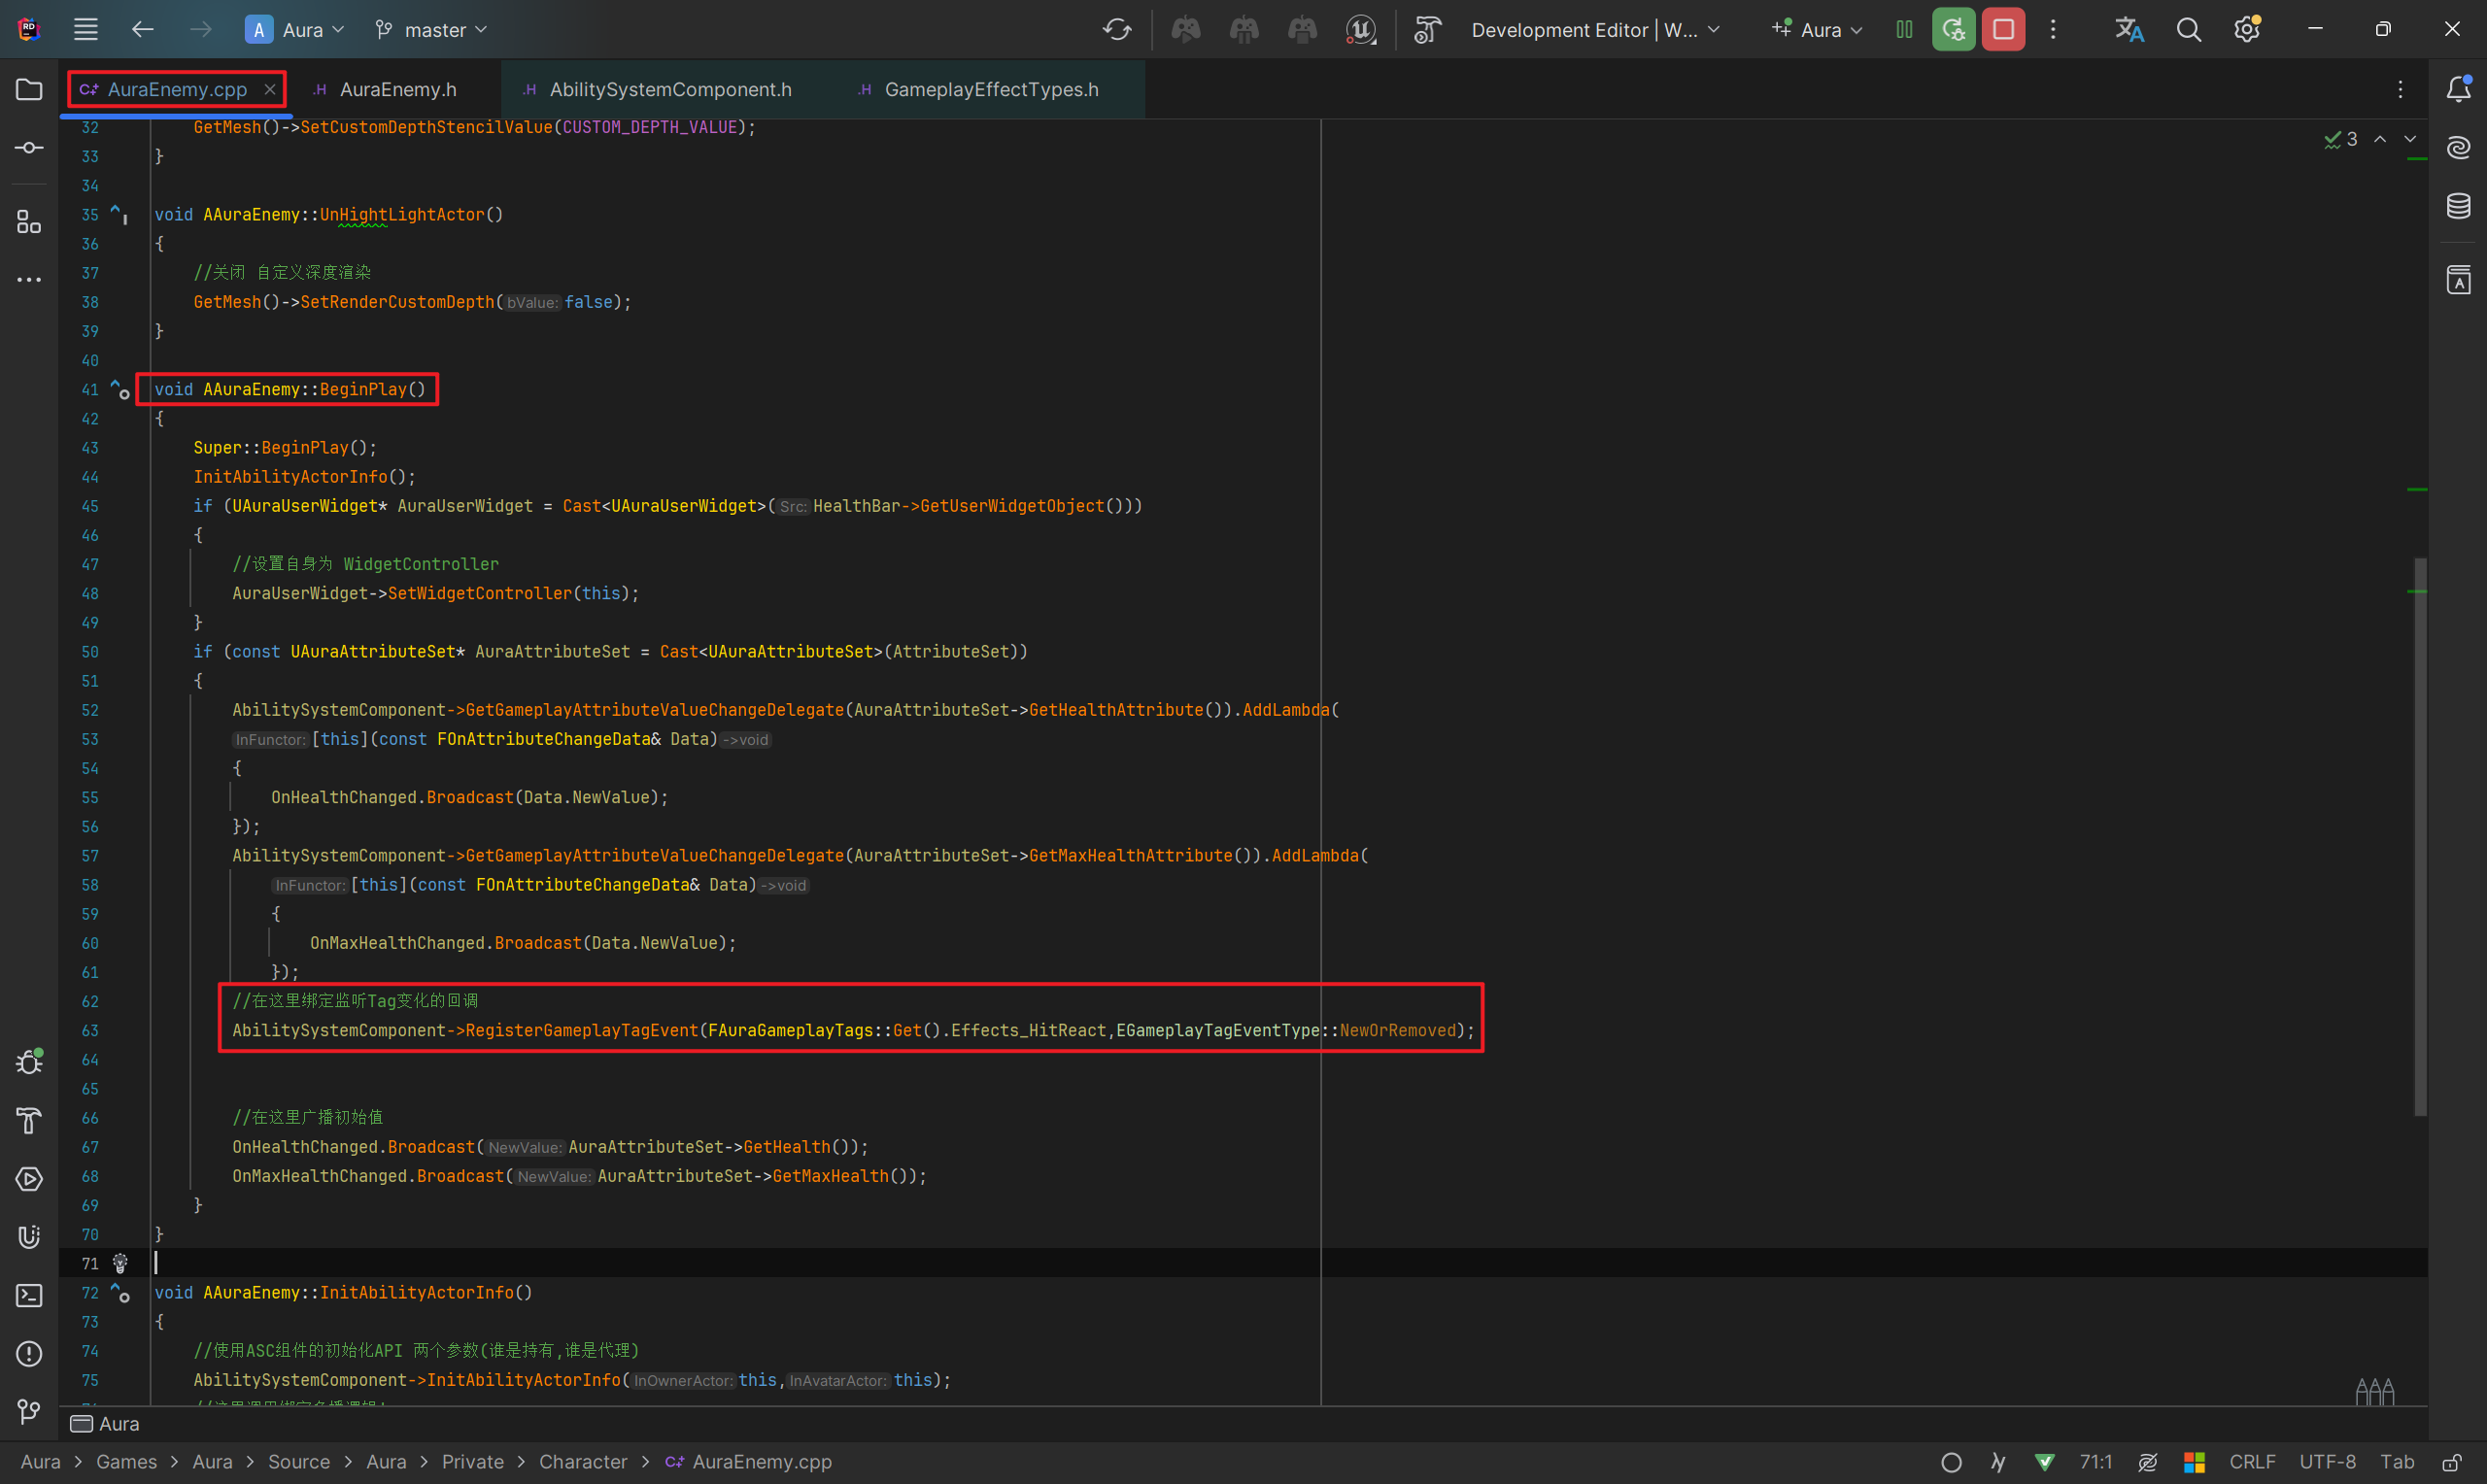 Aura
master
Development Editor | W...
Aura
AuraEnemy.cpp
AuraEnemy.h
AbilitySystemComponent.h
GameplayEffectTypes.h
3
32 GetMesh()->SetCustomDepthStencilValue(CUSTOM_DEPTH_VALUE);
33 }
34
35 void AAuraEnemy::UnHightLightActor()
36 {
37 //关闭 自定义深度渲染
38 GetMesh()->SetRenderCustomDepth(bValue: false);
39 }
40
41 void AAuraEnemy::BeginPlay()
42 {
43 Super::BeginPlay();
44 InitAbilityActorInfo();
45 if (UAuraUserWidget* AuraUserWidget = Cast<UAuraUserWidget>(Src: HealthBar->GetUserWidgetObject()))
46 {
47 //设置自身为 WidgetController
48 AuraUserWidget->SetWidgetController(this);
49 }
50 if (const UAuraAttributeSet* AuraAttributeSet = Cast<UAuraAttributeSet>(AttributeSet))
51 {
52 AbilitySystemComponent->GetGameplayAttributeValueChangeDelegate(AuraAttributeSet->GetHealthAttribute()).AddLambda(
53 InFunctor: [this](const FOnAttributeChangeData& Data) ->void
54 {
55 OnHealthChanged.Broadcast(Data.NewValue);
56 });
57 AbilitySystemComponent->GetGameplayAttributeValueChangeDelegate(AuraAttributeSet->GetMaxHealthAttribute()).AddLambda(
58 InFunctor: [this](const FOnAttributeChangeData& Data) ->void
59 {
60 OnMaxHealthChanged.Broadcast(Data.NewValue);
61 });
62 //在这里绑定监听Tag变化的回调
63 AbilitySystemComponent->RegisterGameplayTagEvent(FAuraGameplayTags::Get().Effects_HitReact,EGameplayTagEventType::NewOrRemoved);
64
65
66 //在这里广播初始值
67 OnHealthChanged.Broadcast(NewValue: AuraAttributeSet->GetHealth());
68 OnMaxHealthChanged.Broadcast(NewValue: AuraAttributeSet->GetMaxHealth());
69 }
70 }
71
72 void AAuraEnemy::InitAbilityActorInfo()
73 {
74 //使用ASC组件的初始化API 两个参数(谁是持有,谁是代理)
75 AbilitySystemComponent->InitAbilityActorInfo(InOwnerActor: this, InAvatarActor: this);
Aura
Aura > Games > Aura > Source > Aura > Private > Character > AuraEnemy.cpp
71:1
CRLF
UTF-8
Tab